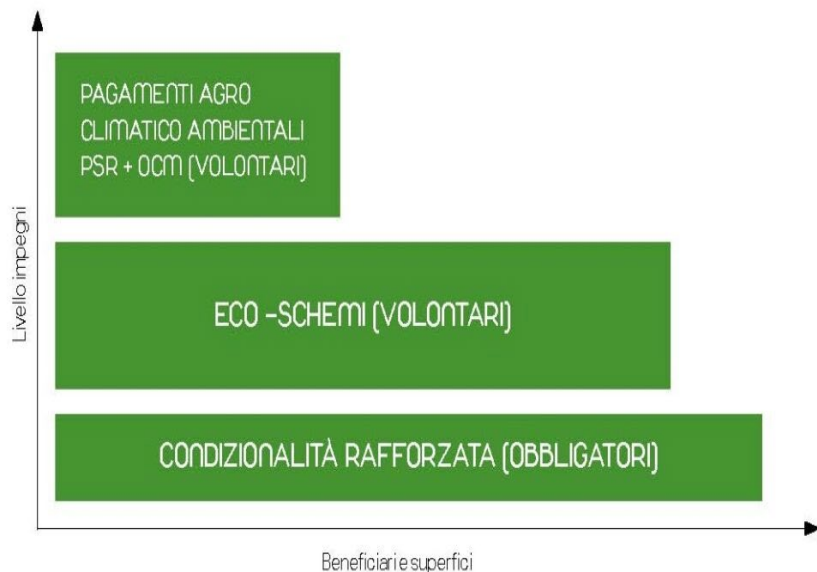 PAGAMENTI AGRO
CLIMATICO AMBIENTALI
PSR + OCM (VOLONTARI)
ECO -SCHEMI (VOLONTARI)
CONDIZIONALITÀ RAFFORZATA (OBBLIGATORI)
Livello impegni
Beneficiari e superfici